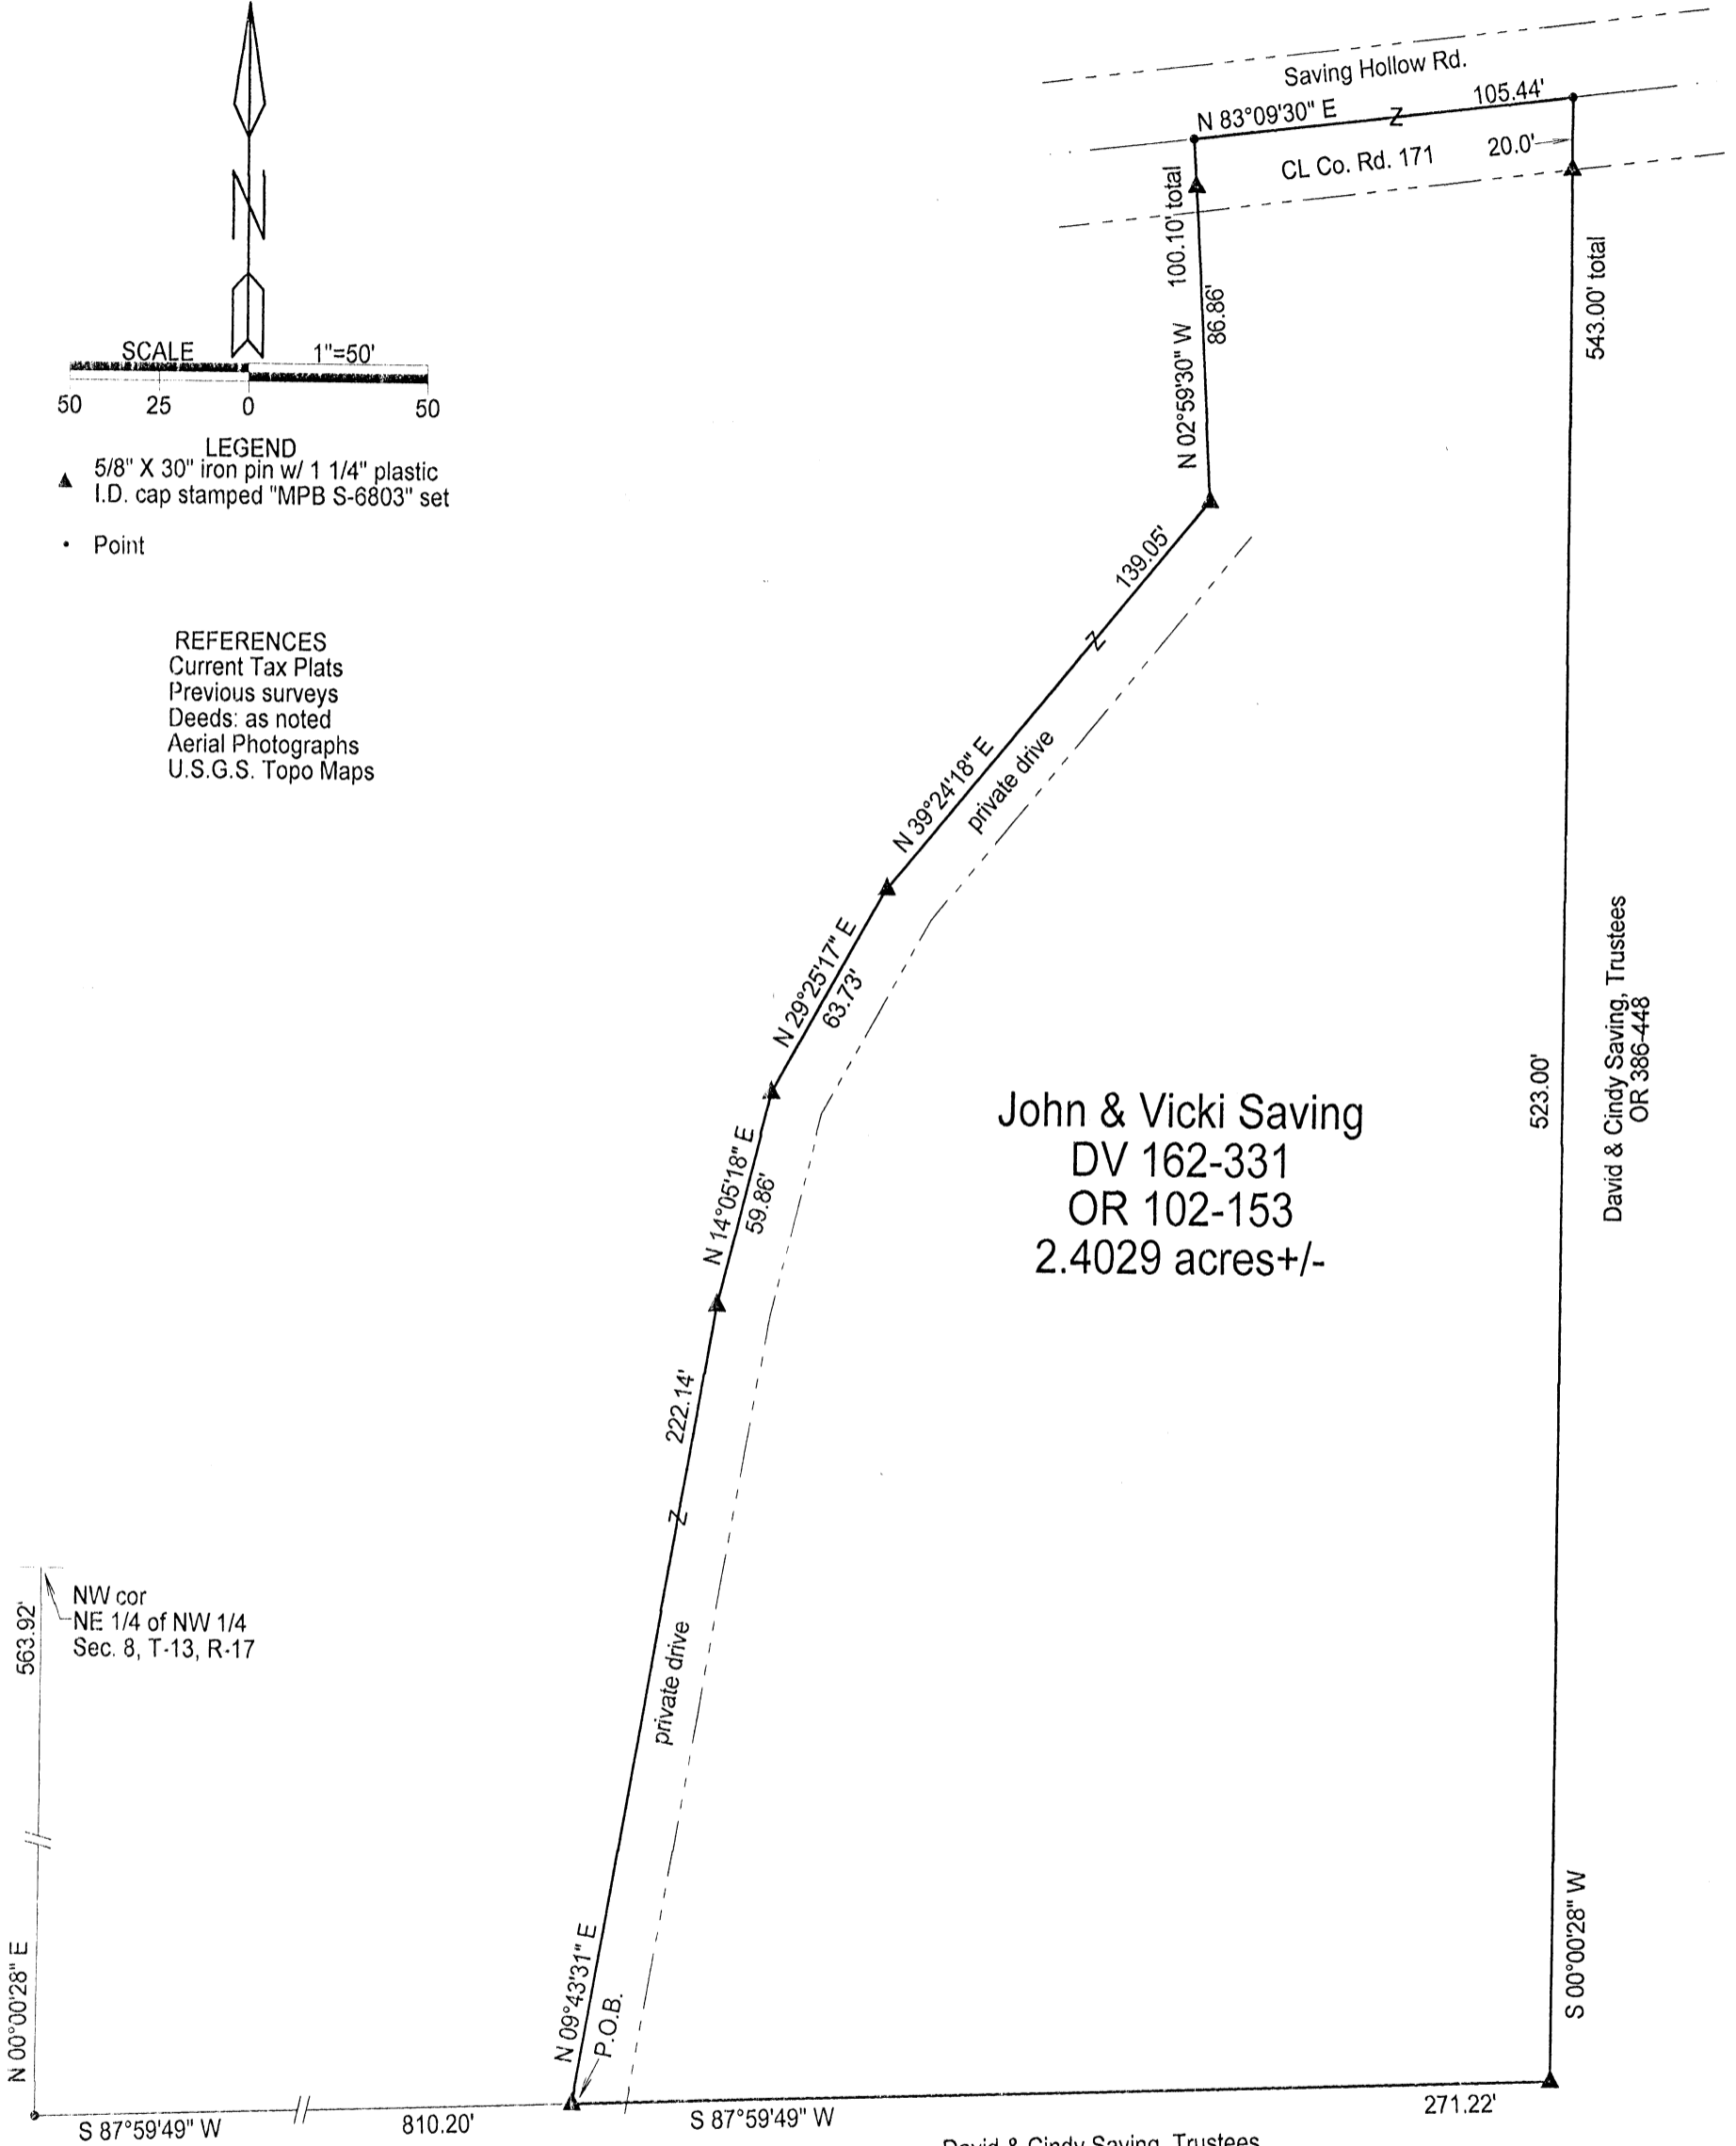 Saving Hollow Rd.
N 83°09'30" E
Z
105.44'
CL Co. Rd. 171
20.0'
100.10' total
86.86'
N 02°59'30" W
543.00' total
N
SCALE 1"=50'
50 25 0 50
LEGEND
5/8" X 30" iron pin w/ 1 1/4" plastic
I.D. cap stamped "MPB S-6803" set
Point
REFERENCES
Current Tax Plats
Previous surveys
Deeds: as noted
Aerial Photographs
U.S.G.S. Topo Maps
139.05'
Z
N 39°24'18" E
private drive
N 29°25'17" E
63.73'
N 14°05'18" E
59.86'
John & Vicki Saving
DV 162-331
OR 102-153
2.4029 acres+/-
523.00'
David & Cindy Saving, Trustees
OR 386-448
222.14'
Z
private drive
N 09°43'31" E
P.O.B.
NW cor
NE 1/4 of NW 1/4
Sec. 8, T-13, R-17
563.92'
N 00°00'28" E
S 00°00'28" W
S 87°59'49" W
810.20'
S 87°59'49" W
271.22'
David & Cindy Saving, Trustees